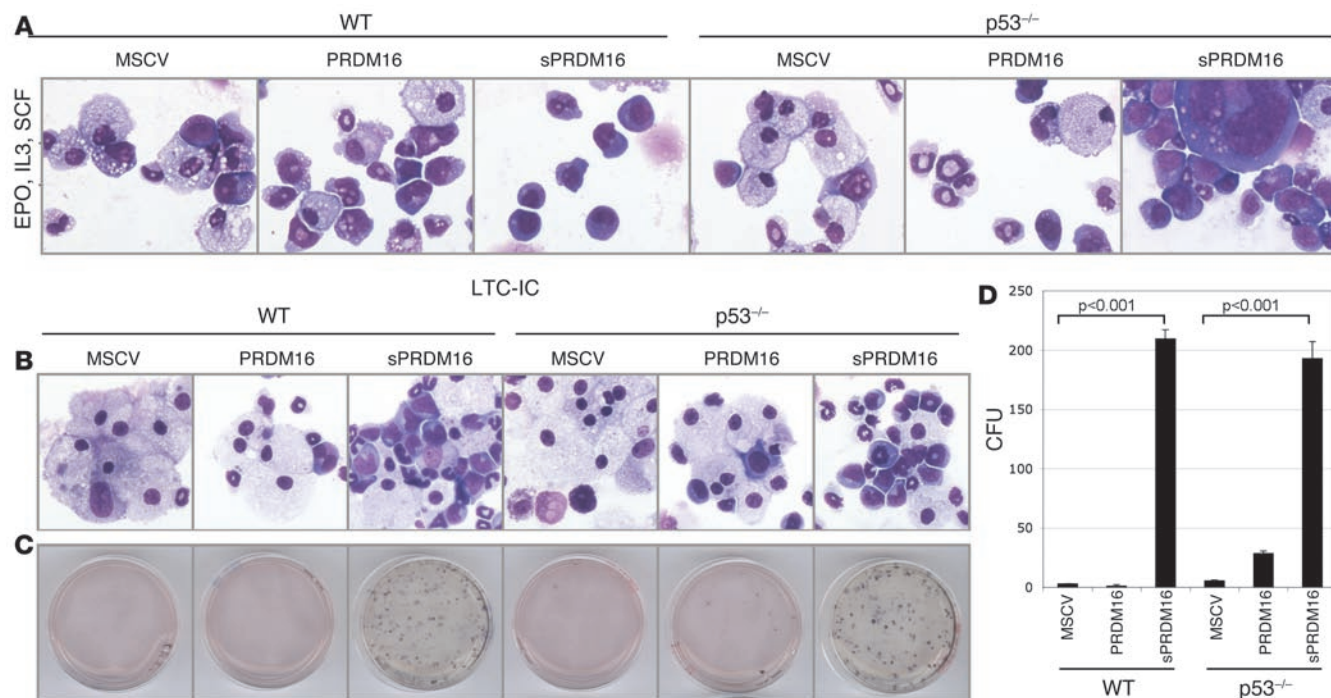 A
WT
p53⁻/⁻
MSCV PRDM16 sPRDM16 MSCV PRDM16 sPRDM16
EPO, IL3, SCF
LTC-IC
WT
p53⁻/⁻
B
MSCV PRDM16 sPRDM16 MSCV PRDM16 sPRDM16
C
D
250
200
150
100
50
0
CFU
p<0.001
p<0.001
MSCV
PRDM16
sPRDM16
MSCV
PRDM16
sPRDM16
WT
p53⁻/⁻